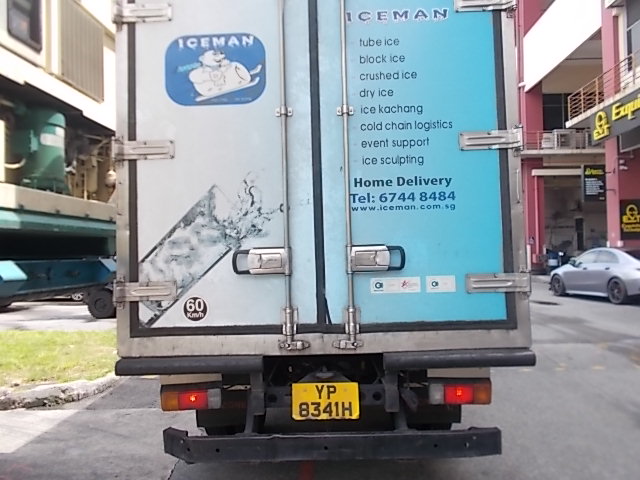 ICEMAN
ICEMAN
tube ice
block ice
crushed ice
dry ice
ice kachang
cold chain logistics
event support
ice sculpting
Home Delivery
Tel: 6744 8484
www.iceman.com.sg
60
Km/h
YP
8341H